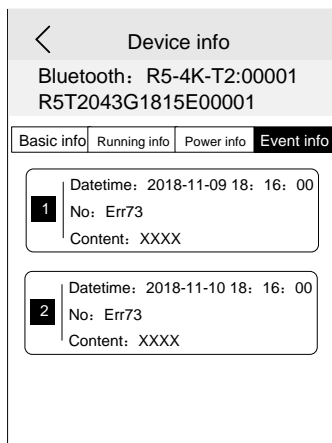 Device info
Bluetooth：R5-4K-T2:00001
R5T2043G1815E00001
Basic info Running info Power info Event info
Datetime：2018-11-09 18：16：00
1
No：Err73
Content：XXXX
Datetime：2018-11-10 18：16：00
2
No：Err73
Content：XXXX